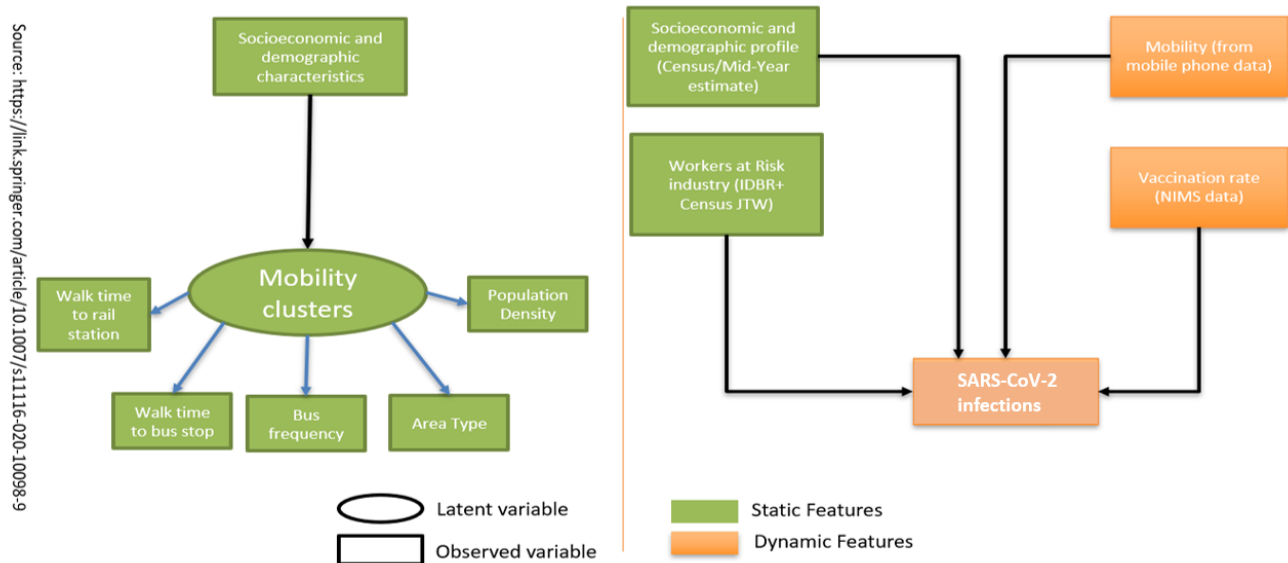 Source: https://link.springer.com/article/10.1007/s11116-020-10098-9
Socioeconomic and
demographic
characteristics
Mobility
clusters
Walk time
to rail
station
Population
Density
Walk time
to bus stop
Bus
frequency
Area Type
Latent variable
Observed variable
Socioeconomic and
demographic profile
(Census/Mid-Year
estimate)
Mobility (from
mobile phone data)
Workers at Risk
industry (IDBR+
Census JTW)
Vaccination rate
(NIMS data)
SARS-CoV-2
infections
Static Features
Dynamic Features